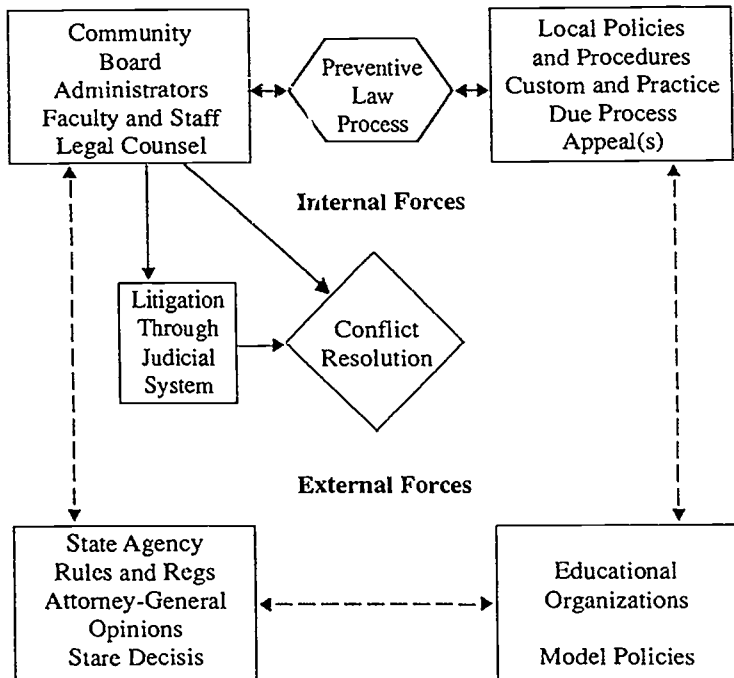 Community
Board
Administrators
Faculty and Staff
Legal Counsel
Preventive
Law
Process
Local Policies
and Procedures
Custom and Practice
Due Process
Appeal(s)
Internal Forces
Litigation
Through
Judicial
System
Conflict
Resolution
External Forces
State Agency
Rules and Regs
Attorney-General
Opinions
Stare Decisis
Educational
Organizations
Model Policies